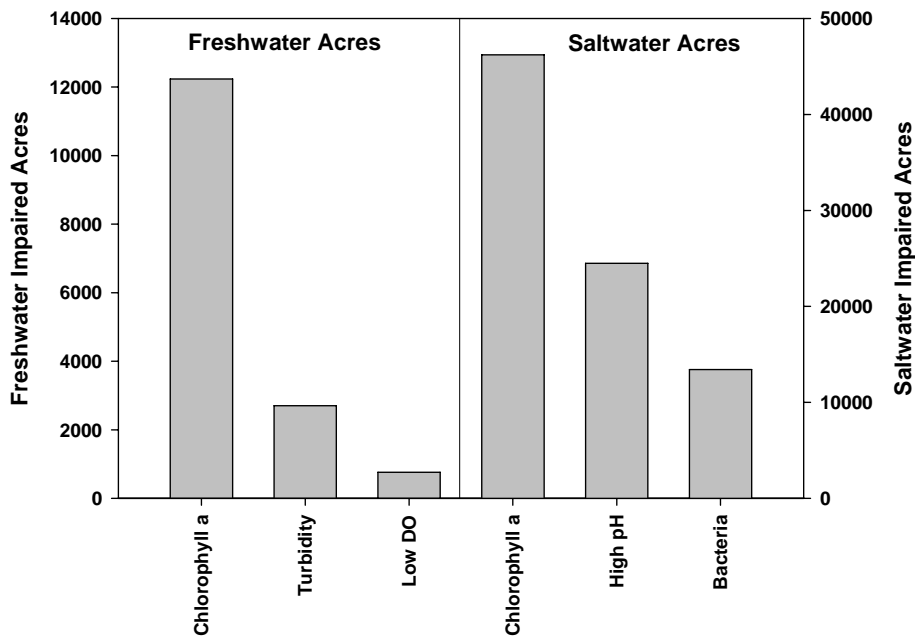 Freshwater Acres
Saltwater Acres
Freshwater Impaired Acres
14000
12000
10000
8000
6000
4000
2000
0
50000
40000
30000
20000
10000
0
Saltwater Impaired Acres
Chlorophyll a
Turbidity
Low DO
Chlorophyll a
High pH
Bacteria